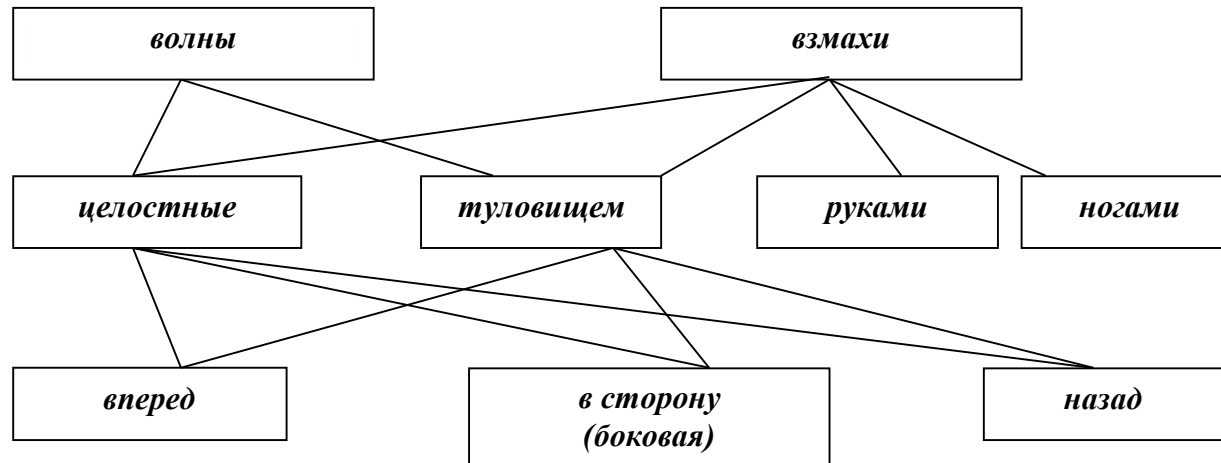 волны
взмахи
целостные
туловищем
руками
ногами
вперед
в сторону
(боковая)
назад